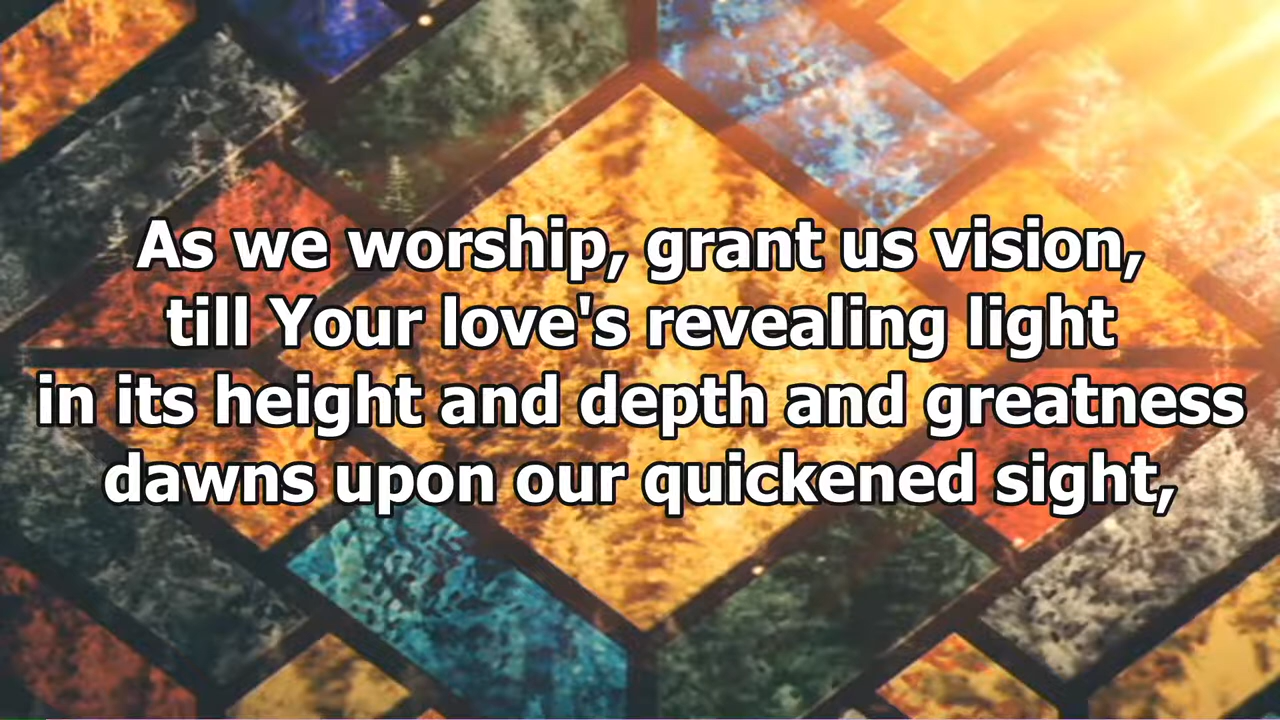 As we worship, grant us vision,
till Your love's revealing light
in its height and depth and greatness
dawns upon our quickened sight,